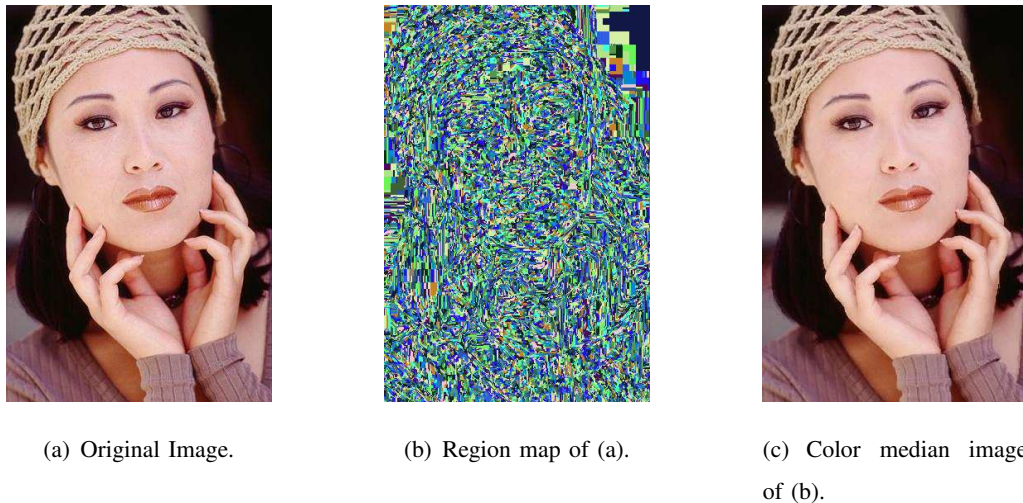 (a) Original Image.
(b) Region map of (a).
(c) Color median image
of (b).